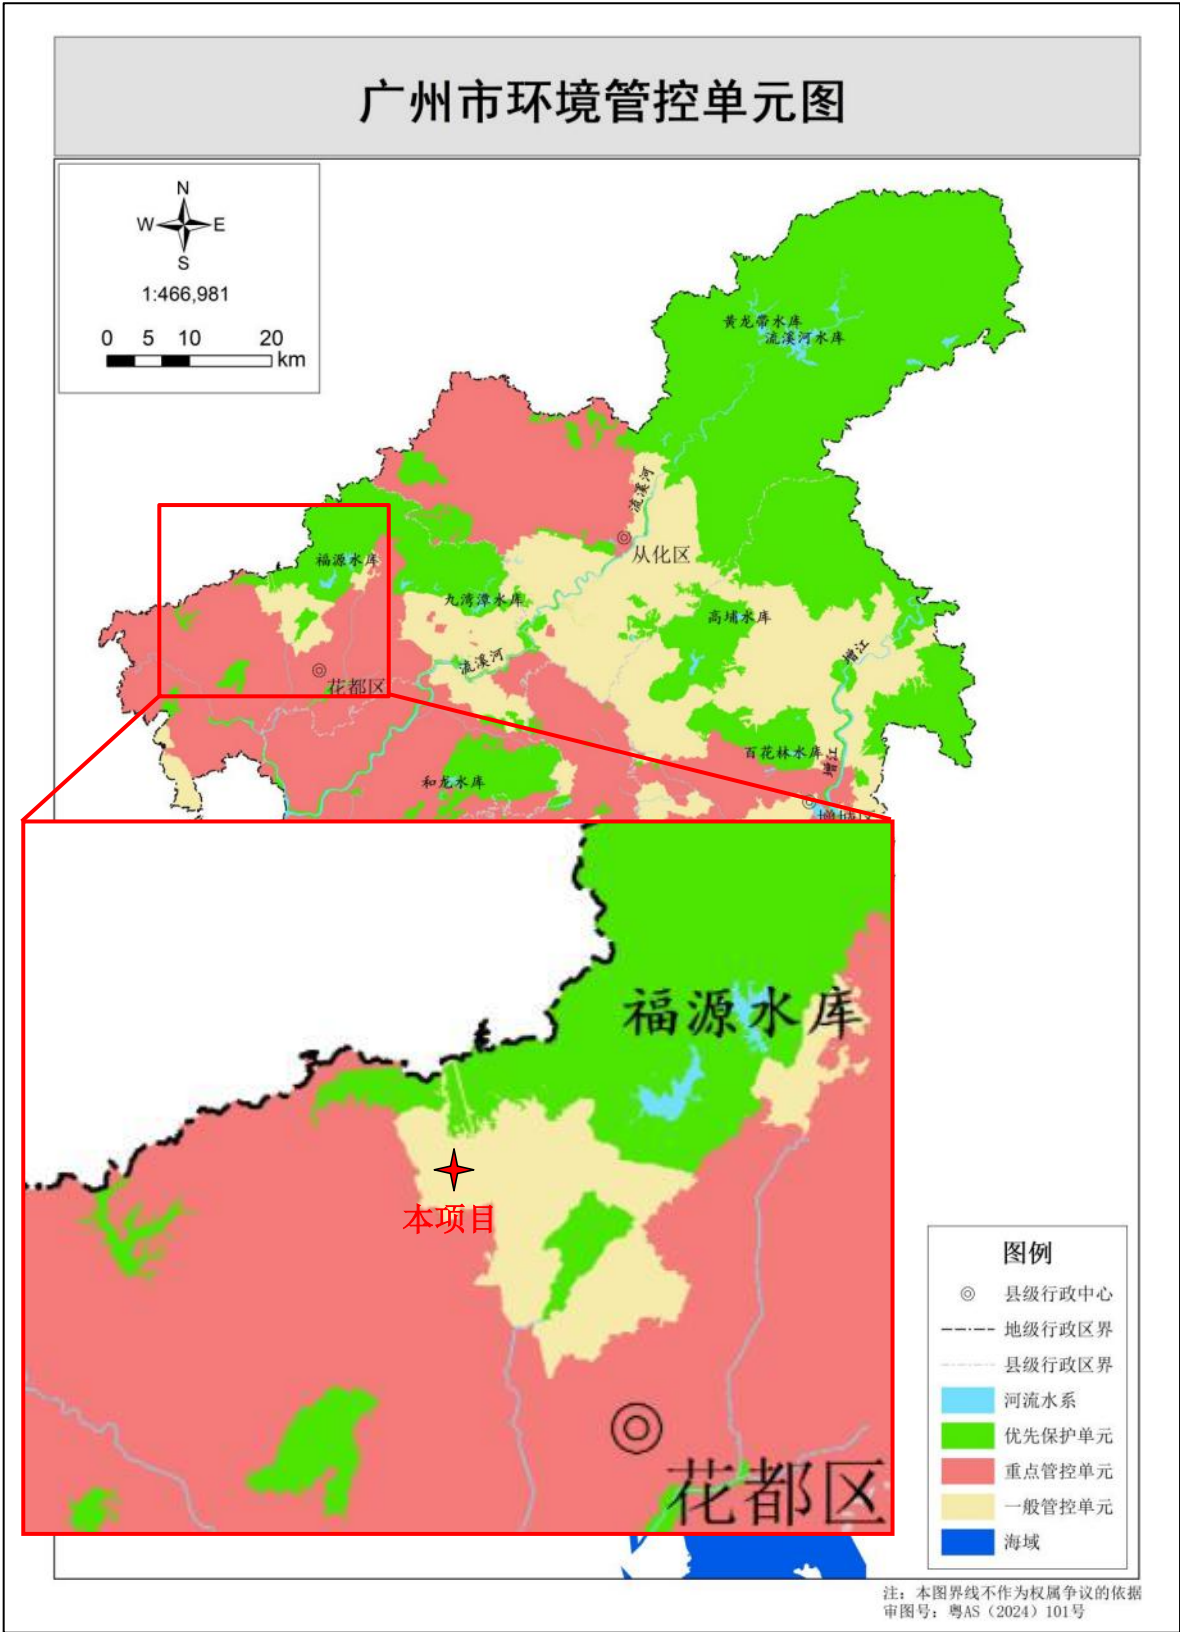 广州市环境管控单元图
N
W E
S
1:466,981
0 5 10 20
km
黄龙带水库
流溪河水库
流溪河
从化区
福源水库
九湾潭水库
高埔水库
增江
流溪河
花都区
百花林水库
增江
和龙水库
增城区
福源水库
本项目
花都区
图例
县级行政中心
地级行政区界
县级行政区界
河流水系
优先保护单元
重点管控单元
一般管控单元
海域
注：本图界线不作为权属争议的依据
审图号：粤AS（2024）101号